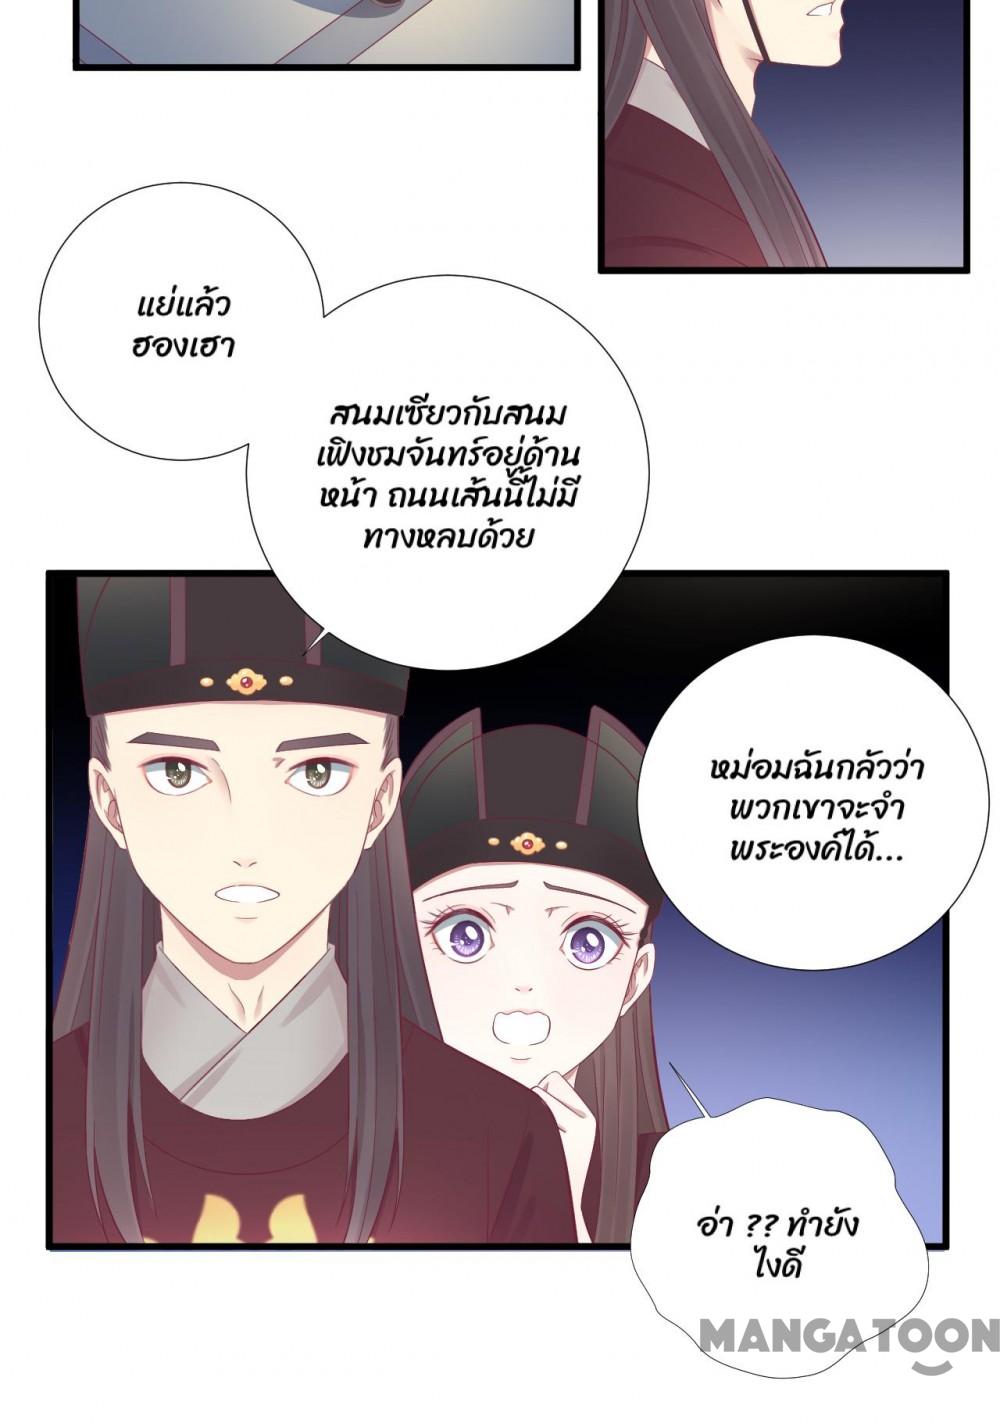 แย่แล้ว
ฮองเฮา
สนมเซียวกับสนม
เฟิงชมจันทร์อยู่ด้าน
หน้า ถนนเส้นนี้ไม่มี
ทางหลบด้วย
หม่อมฉันกลัวว่า
พวกเขาจะจำ
พระองค์ได้...
อ่า ?? ทำยัง
ไงดี
MANGATOON